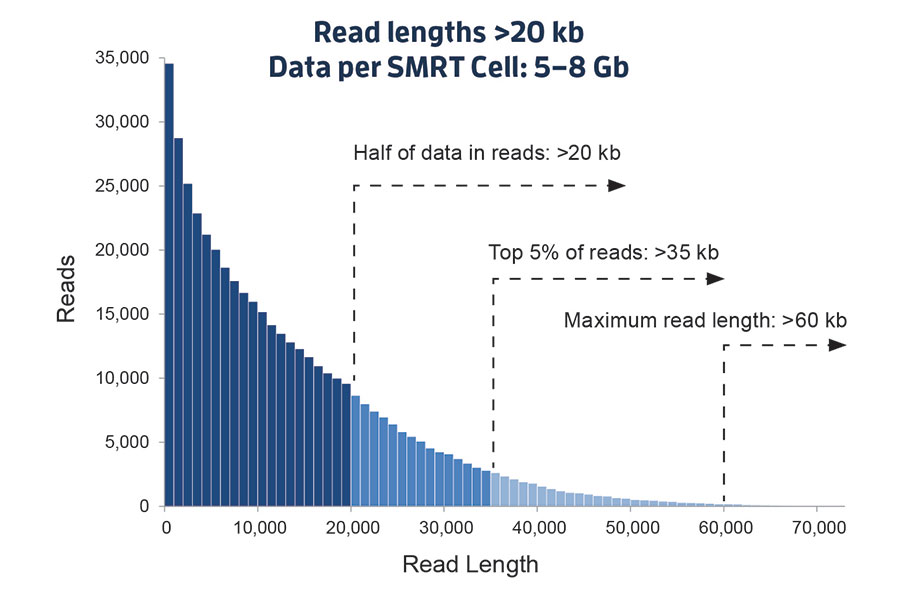 Read lengths >20 kb
Data per SMRT Cell: 5–8 Gb
35,000
30,000
25,000
20,000
15,000
10,000
5,000
0
Reads
Half of data in reads: >20 kb
Top 5% of reads: >35 kb
Maximum read length: >60 kb
0 10,000 20,000 30,000 40,000 50,000 60,000 70,000
Read Length